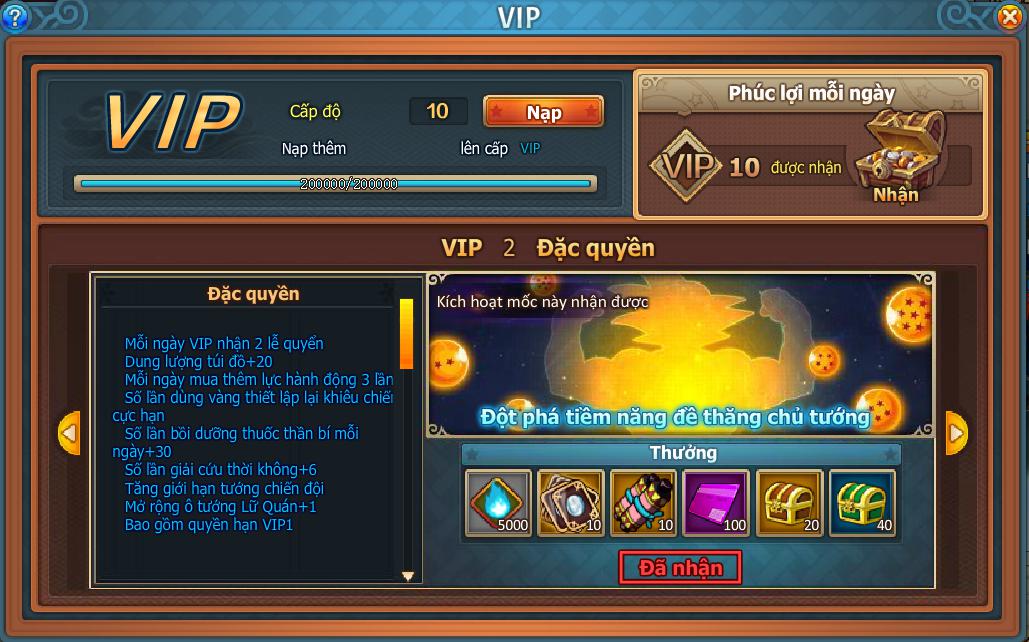 VIP
VIP
Cấp độ 10 Nạp
Nạp thêm lên cấp VIP
200000/200000
Phúc lợi mỗi ngày
VIP 10 được nhận
Nhận
VIP 2 Đặc quyền
Đặc quyền
Mỗi ngày VIP nhận 2 lễ quyển
Dung lượng túi đồ+20
Mỗi ngày mua thêm lực hành động 3 lần
Số lần dùng vàng thiết lập lại khiêu chiến
cực hạn
Số lần bồi dưỡng thuốc thần bí mỗi
ngày+30
Số lần giải cứu thời không+6
Tăng giới hạn tướng chiến đội
Mở rộng ô tướng Lữ Quán+1
Bao gồm quyền hạn VIP1
Kích hoạt mốc này nhận được
Đột phá tiềm năng đề thăng chủ tướng
Thưởng
5000 10 10 100 20 40
Đã nhận